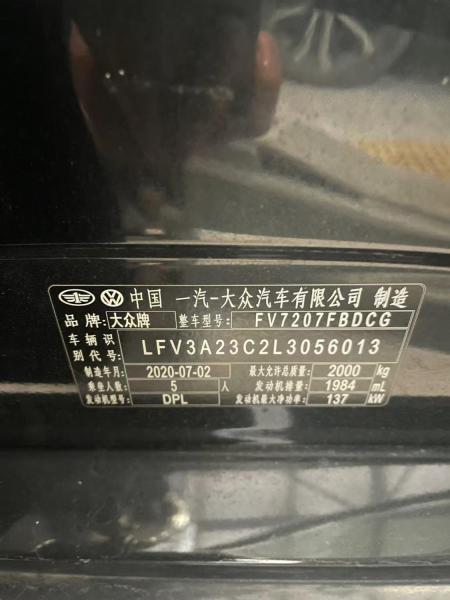 中国 一汽-大众汽车有限公司 制造
品牌:大众牌 整车型号: FV7207FBDCG
车辆识别代号: LFV3A23C2L3056013
制造年月: 2020-07-02 最大允许总质量: 2000 kg
乘坐人数: 5 人 发动机排量: 1984 mL
发动机型号: DPL 发动机最大净功率: 137 kW